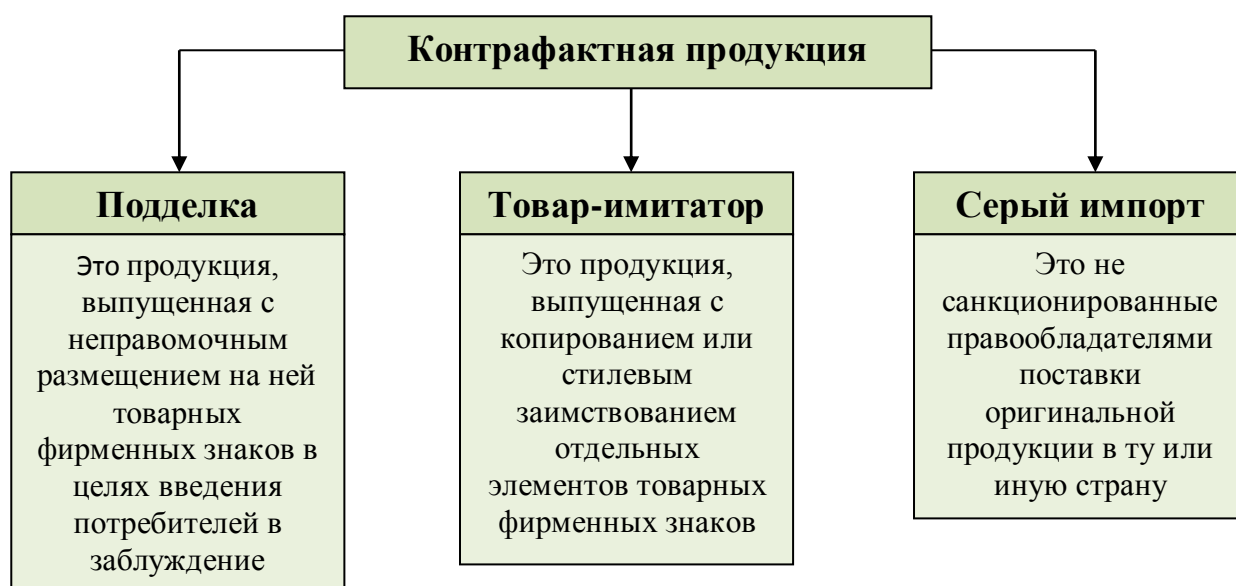 Контрафактная продукция
Подделка
Это продукция,
выпущенная с
неправомочным
размещением на ней
товарных
фирменных знаков в
целях введения
потребителей в
заблуждение
Товар-имитатор
Это продукция,
выпущенная с
копированием или
стилевым
заимствованием
отдельных
элементов товарных
фирменных знаков
Серый импорт
Это не
санкционированные
правообладателями
поставки
оригинальной
продукции в ту или
иную страну